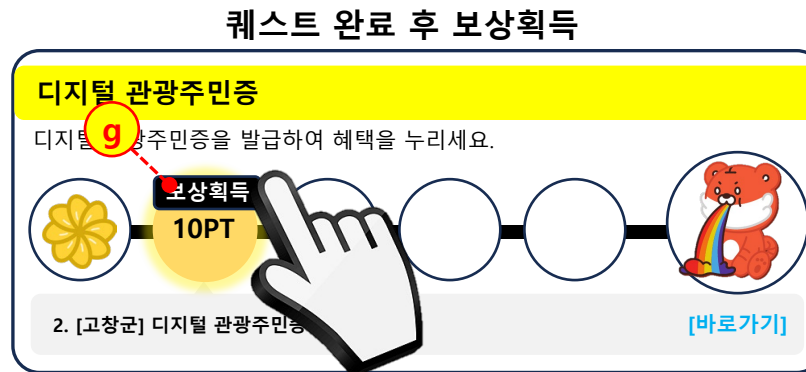 퀘스트 완료 후 보상획득
디지털 관광주민증
디지털 광주민증을 발급하여 혜택을 누리세요.
g
보상획득
10PT
2. [고창군] 디지털 관광주민증
[바로가기]